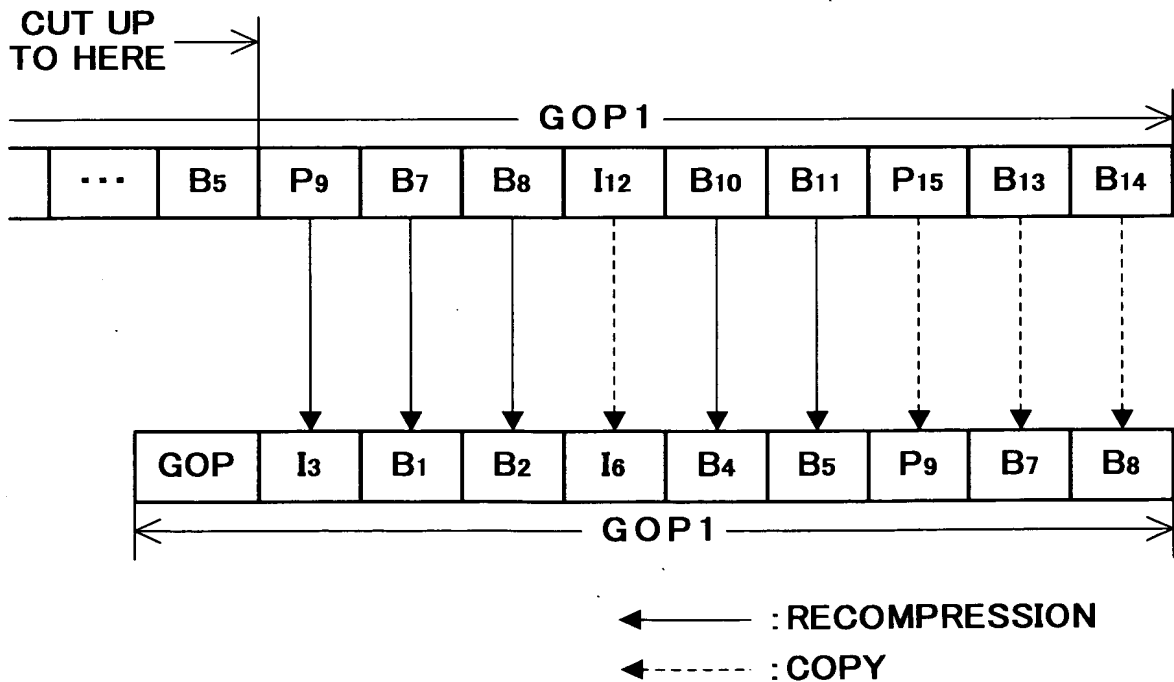 CUT UP
TO HERE
GOP1
... B5 P9 B7 B8 I12 B10 B11 P15 B13 B14
GOP I3 B1 B2 I6 B4 B5 P9 B7 B8
GOP1
:RECOMPRESSION
:COPY